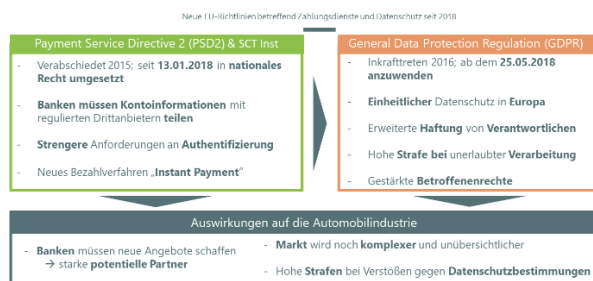 Neue EU-Richtlinien betreffend Zahlungsdienste und Datenschutz seit 2018
Payment Service Directive 2 (PSD2) & SCT Inst
- Verabschiedet 2015; seit 13.01.2018 in nationales
Recht umgesetzt
- Banken müssen Kontoinformationen mit
regulierten Drittanbietern teilen
- Strengere Anforderungen an Authentifizierung
- Neues Bezahlverfahren „Instant Payment“
General Data Protection Regulation (GDPR)
- Inkrafttreten 2016; ab dem 25.05.2018
anzuwenden
- Einheitlicher Datenschutz in Europa
- Erweiterte Haftung von Verantwortlichen
- Hohe Strafe bei unerlaubter Verarbeitung
- Gestärkte Betroffenenrechte
Auswirkungen auf die Automobilindustrie
- Banken müssen neue Angebote schaffen
→ starke potentielle Partner
- Markt wird noch komplexer und unübersichtlicher
- Hohe Strafen bei Verstößen gegen Datenschutzbestimmungen